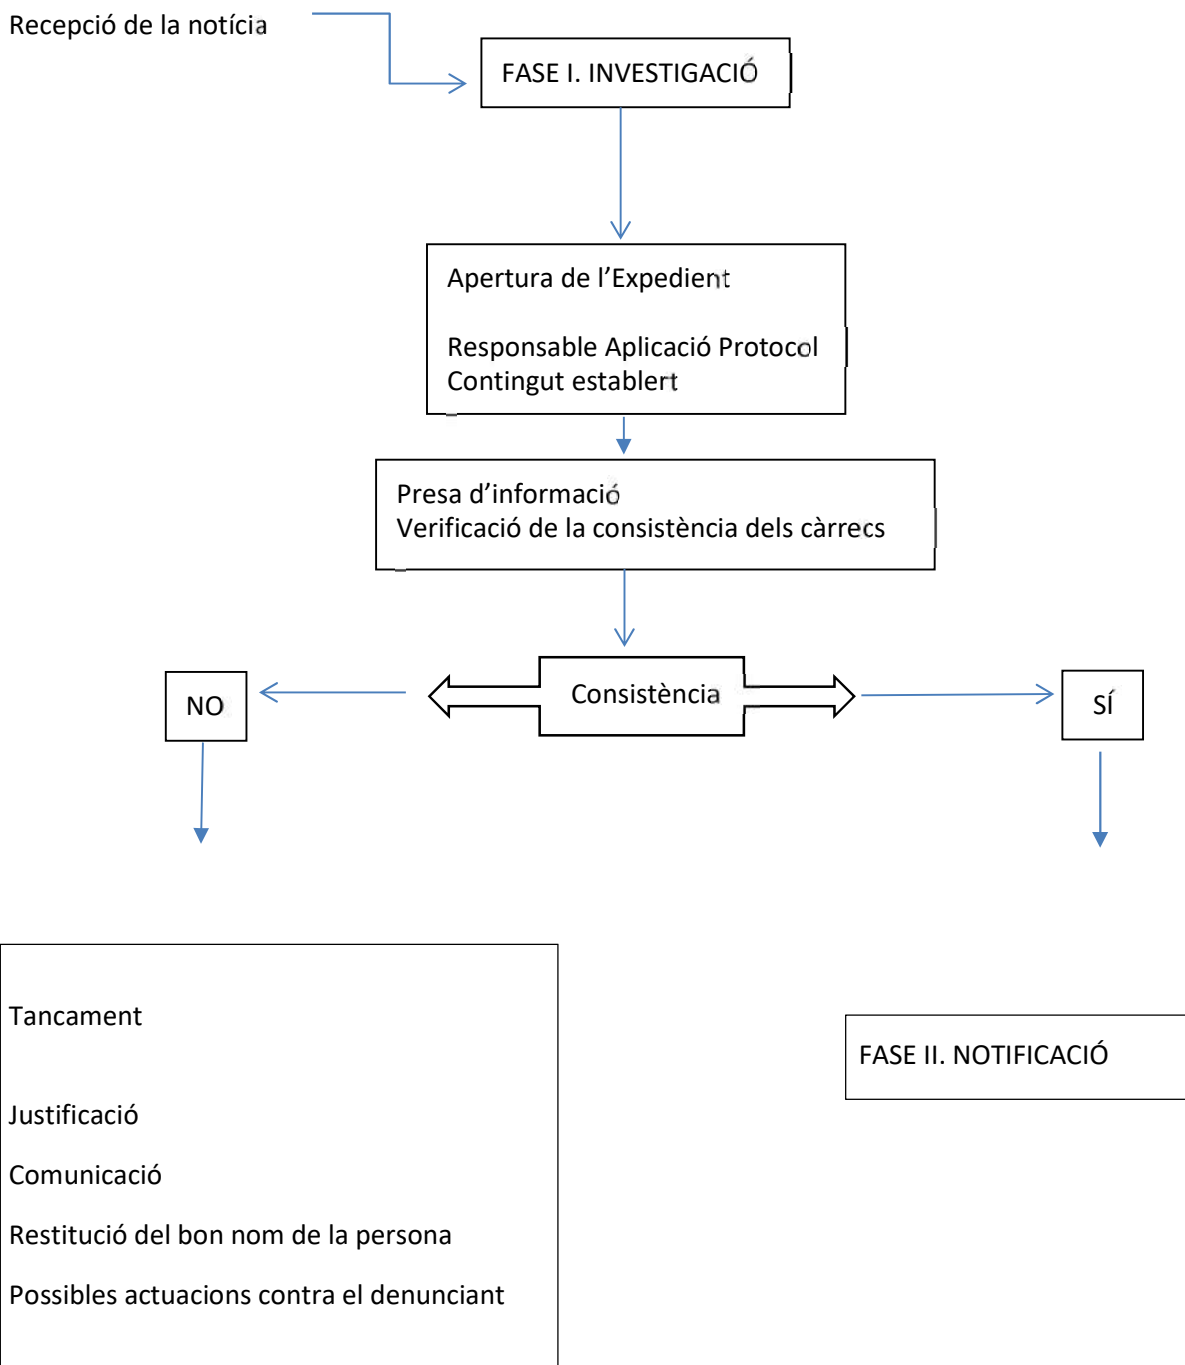 Recepció de la notícia
FASE I. INVESTIGACIÓ
Apertura de l’Expedient
Responsable Aplicació Protocol
Contingut establert
Presa d’informació
Verificació de la consistència dels càrrecs
Consistència
NO
SÍ
Tancament
FASE II. NOTIFICACIÓ
Justificació
Comunicació
Restitució del bon nom de la persona
Possibles actuacions contra el denunciant